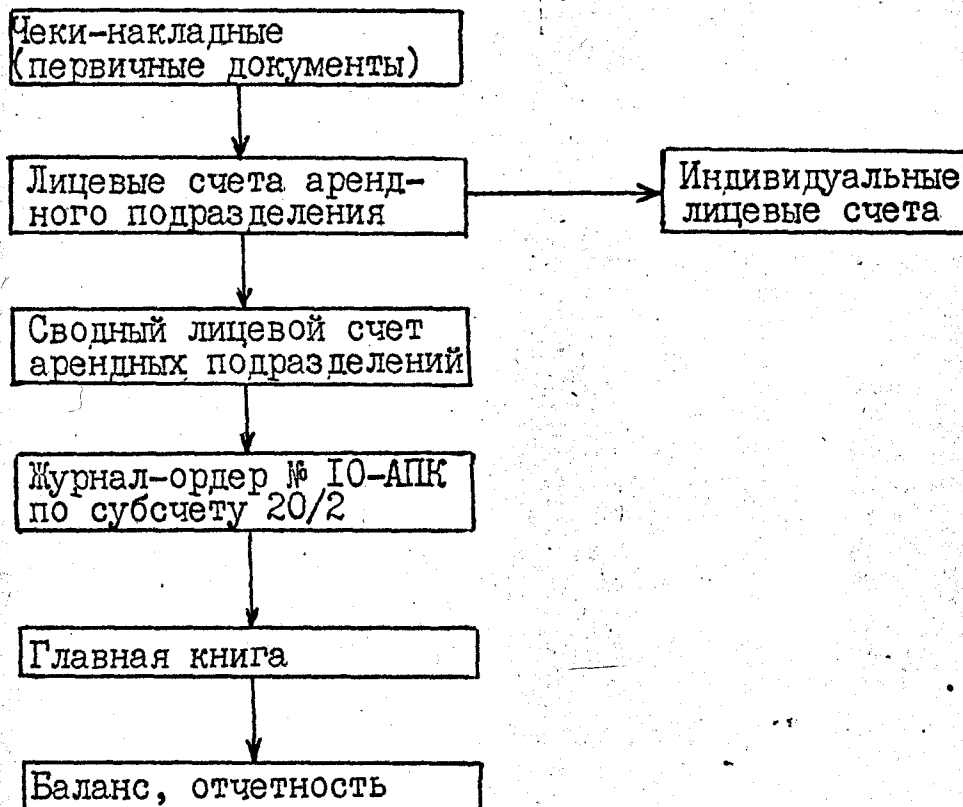 Чеки-накладные
(первичные документы)
Лицевые счета аренд-
ного подразделения
Индивидуальные
лицевые счета
Сводный лицевой счет
арендных подразделений
Журнал-ордер № IO-АПК
по субсчету 20/2
Главная книга
Баланс, отчетность